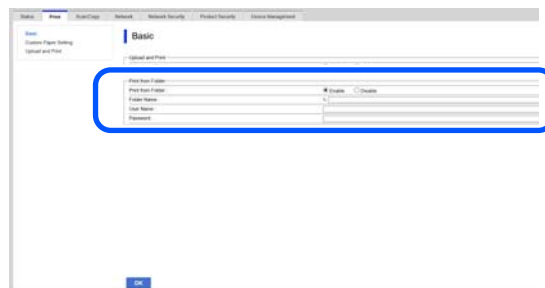 Status Print Scan/Copy Network Network Security Product Security Device Management
Basic
Custom Paper Setting
Upload and Print
Basic
Upload and Print
Print from Folder
Print from Folder Enable Disable
Folder Name \\
User Name
Password
OK